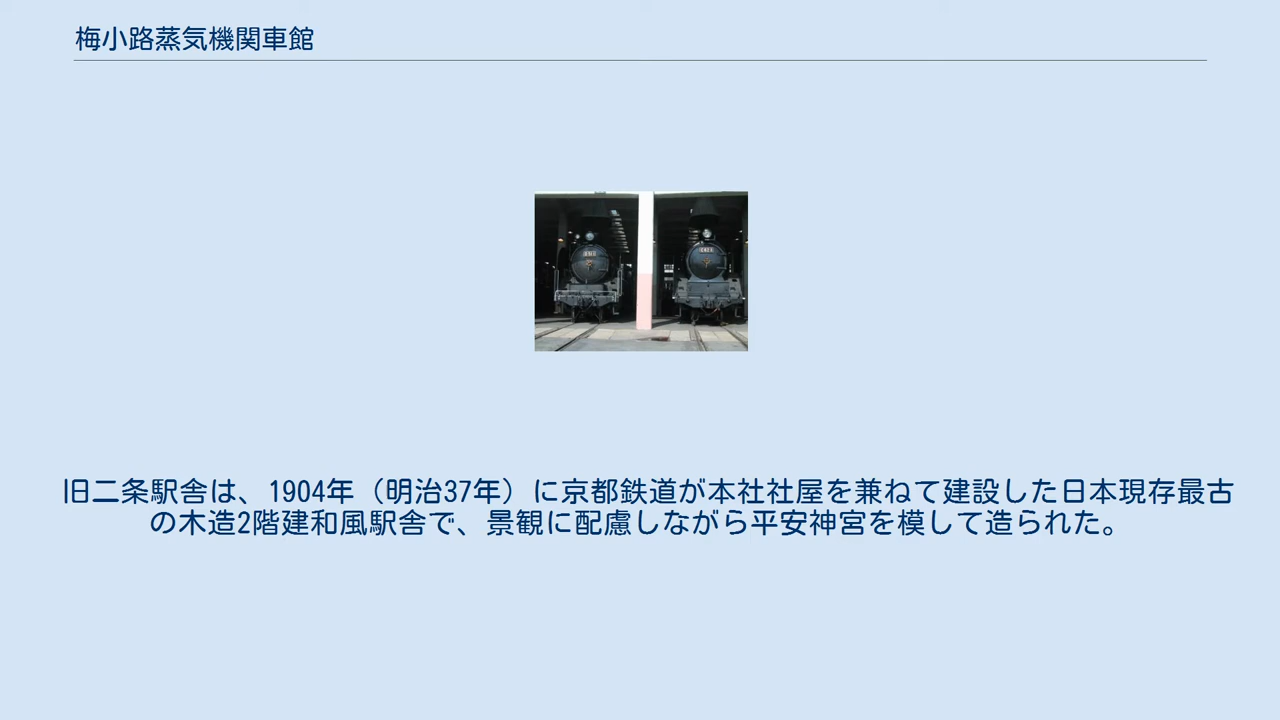 梅小路蒸気機関車館
旧二条駅舎は、1904年（明治37年）に京都鉄道が本社社屋を兼ねて建設した日本現存最古
の木造2階建和風駅舎で、景観に配慮しながら平安神宮を模して造られた。